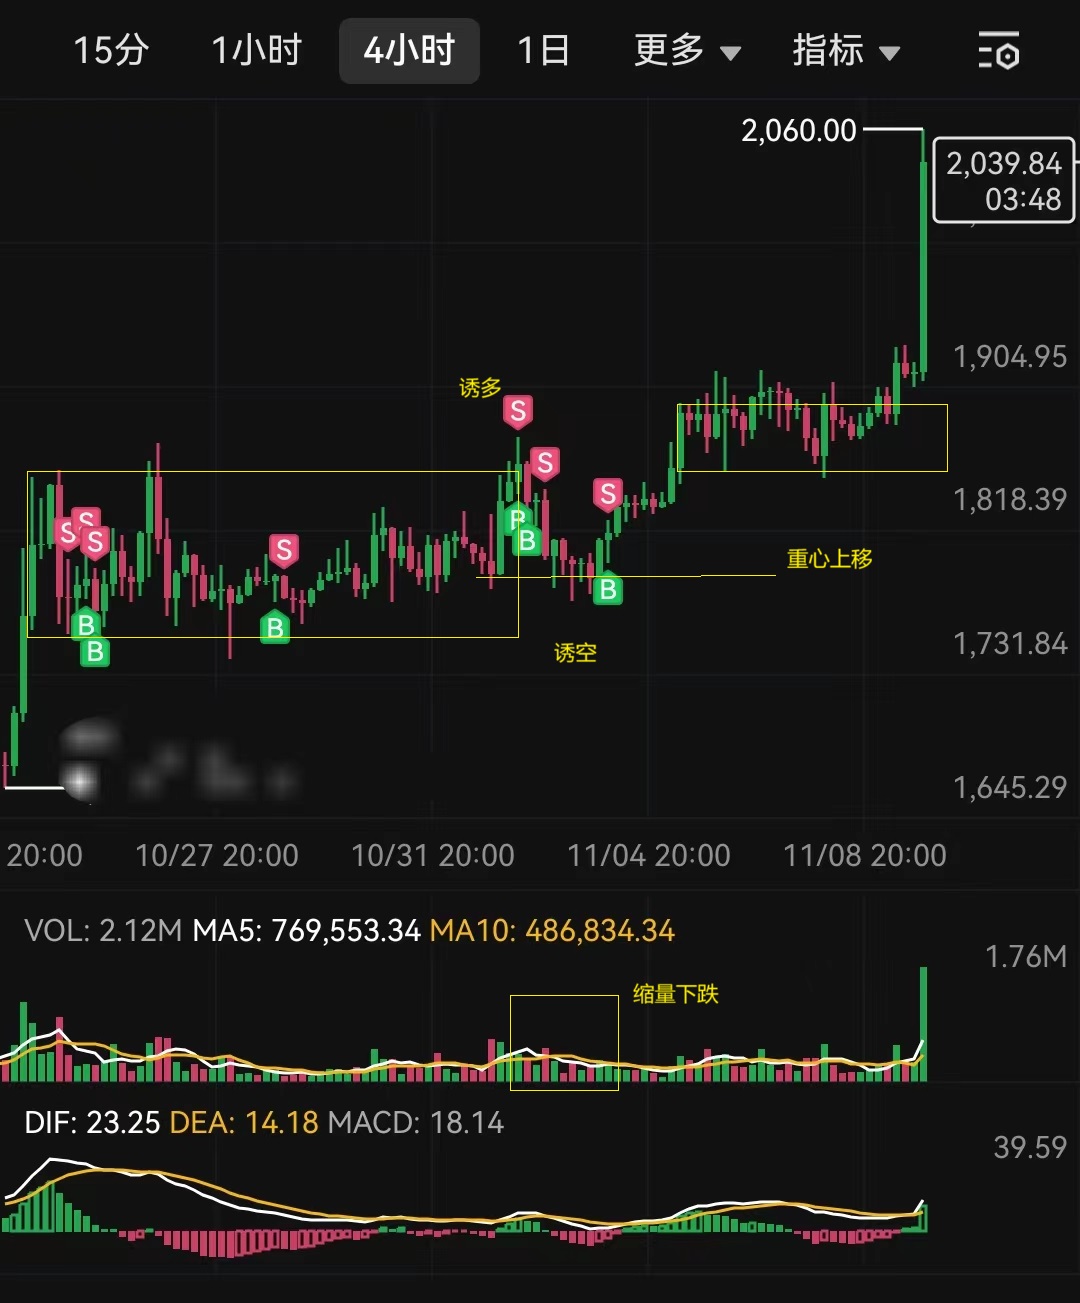 15分 1小时 4小时 1日 更多 指标
2,060.00
2,039.84
03:48
1,904.95
诱多
S
S
S
1,818.39
S
S
S
B
S
B
重心上移
B
B
B
1,731.84
B
诱空
1,645.29
20:00 10/27 20:00 10/31 20:00 11/04 20:00 11/08 20:00
VOL: 2.12M MA5: 769,553.34 MA10: 486,834.34
1.76M
缩量下跌
DIF: 23.25 DEA: 14.18 MACD: 18.14
39.59